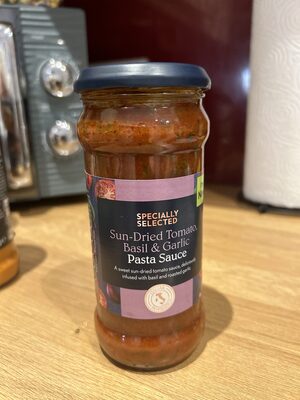 SPECIALLY
SELECTED
Sun-Dried Tomato,
Basil & Garlic
Pasta Sauce
A sweet sun-dried tomato sauce, deliciously
infused with basil and roasted garlic